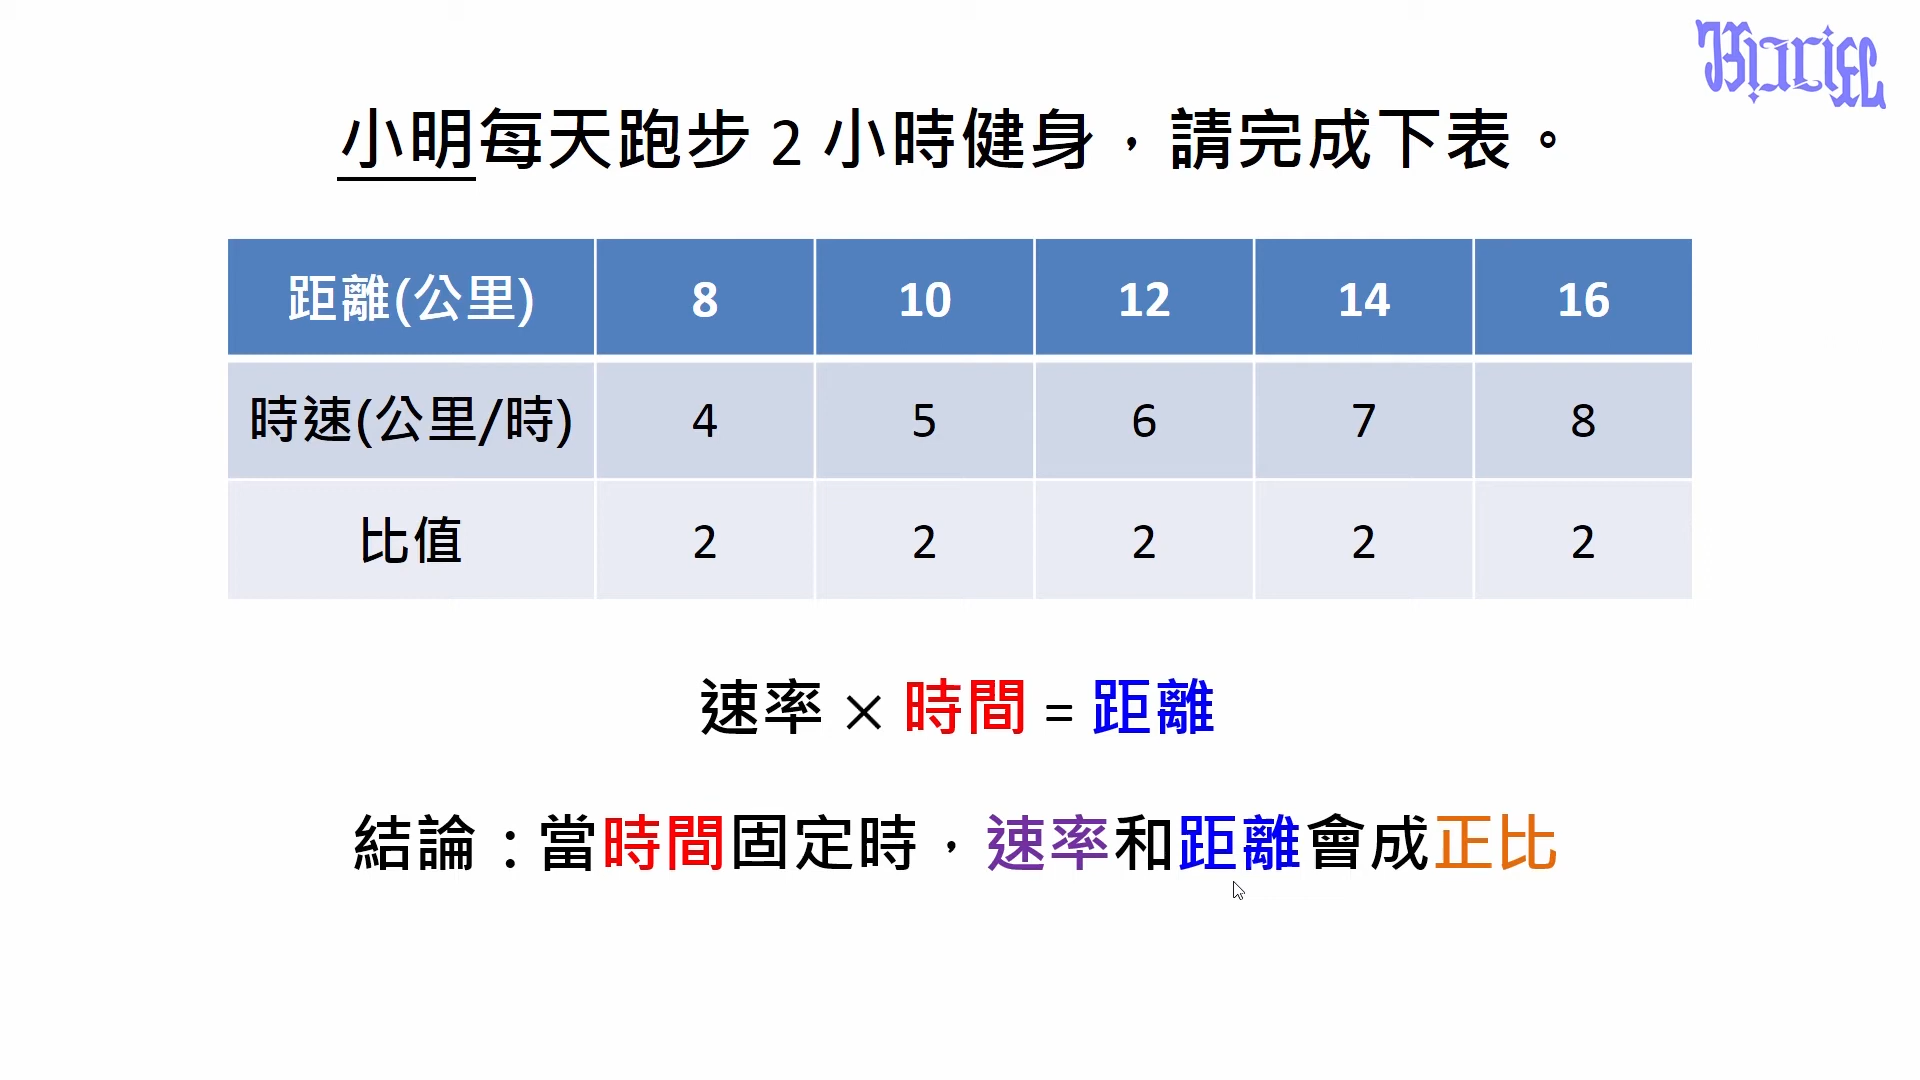 小明每天跑步 2 小時健身，請完成下表。
距離(公里) 8 10 12 14 16
時速(公里/時) 4 5 6 7 8
比值 2 2 2 2 2
速率 × 時間 = 距離
結論：當時間固定時，速率和距離會成正比